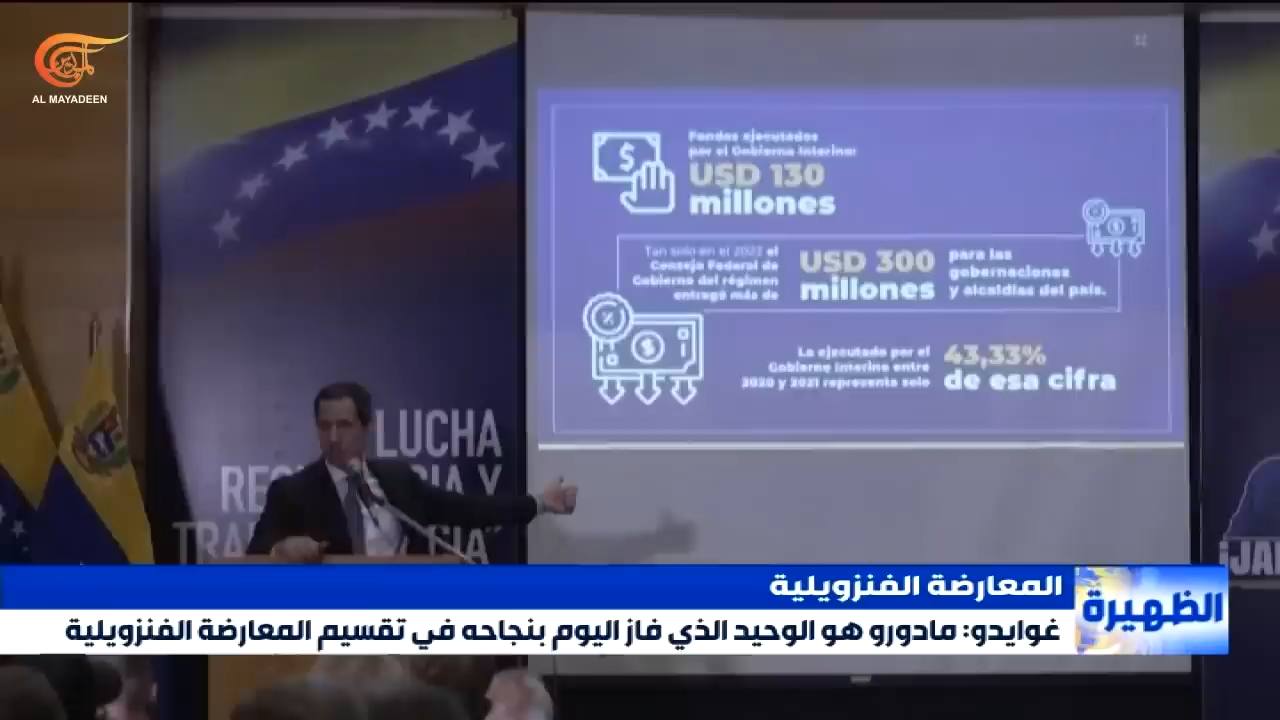 AL MAYADEEN
Fondos ejecutados
por el Gobierno Interino:
USD 130
millones
Tan solo en el 2022 el
Consejo Federal de
Gobierno del régimen
entregó más de
USD 300
millones
para las
gobernaciones
y alcaldías del país.
Lo ejecutado por el
Gobierno Interino entre
2020 y 2021 representa solo
43,33%
de esa cifra
LUCHA
Y
المعارضة الفنزويلية
الظهيرة
غوايدو: مادورو هو الوحيد الذي فاز اليوم بنجاحه في تقسيم المعارضة الفنزويلية